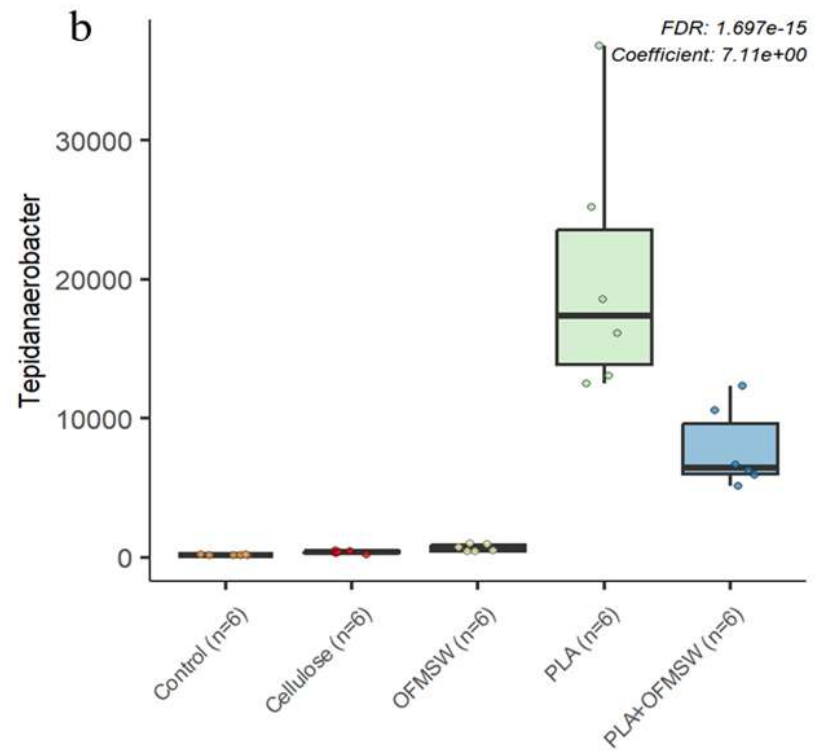 b
FDR: 1.697e-15
Coefficient: 7.11e+00
Tepidanaerobacter
30000
20000
10000
0
Control (n=6)
Cellulose (n=6)
OFMSW (n=6)
PLA (n=6)
PLA+OFMSW (n=6)